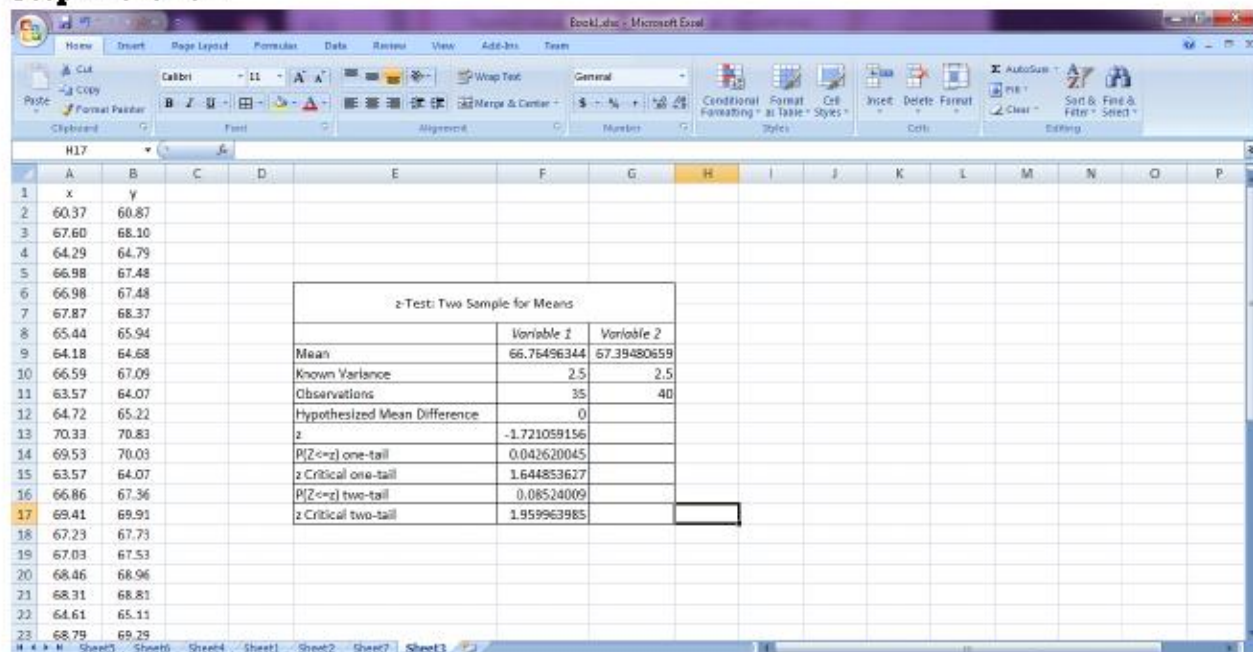 Book1.xlsx - Microsoft Excel
Home Insert Page Layout Formulas Data Review View Add-Ins Team
Cut
Copy
Format Painter
Paste
Calibri 11
Wrap Text
Merge & Center
General
Conditional Formatting
Format as Table
Cell Styles
Insert Delete Format
AutoSum
Fill
Clear
Sort & Filter
Find & Select
Clipboard Font Alignment Number Styles Cells Editing
H17
A B C D E F G H I J K L M N O P
1 x y
2 60.37 60.87
3 67.60 68.10
4 64.29 64.79
5 66.98 67.48
6 66.98 67.48
z-Test: Two Sample for Means
7 67.87 68.37
8 65.44 65.94 Variable 1 Variable 2
9 64.18 64.68 Mean 66.76496344 67.39480659
10 66.59 67.09 Known Variance 2.5 2.5
11 63.57 64.07 Observations 35 40
12 64.72 65.22 Hypothesized Mean Difference 0
13 70.33 70.83 z -1.721059156
14 69.53 70.03 P(Z<=z) one-tail 0.042620045
15 63.57 64.07 z Critical one-tail 1.644853627
16 66.86 67.36 P(Z<=z) two-tail 0.08524009
17 69.41 69.91 z Critical two-tail 1.959963985
18 67.23 67.73
19 67.03 67.53
20 68.46 68.96
21 68.31 68.81
22 64.61 65.11
23 68.79 69.29
Sheet5 Sheet6 Sheet4 Sheet1 Sheet2 Sheet7 Sheet3